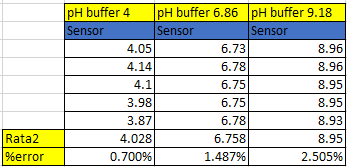 pH buffer 4 pH buffer 6.86 pH buffer 9.18
Sensor Sensor Sensor
4.05 6.73 8.96
4.14 6.78 8.96
4.1 6.75 8.95
3.98 6.75 8.95
3.87 6.78 8.93
Rata2 4.028 6.758 8.95
%error 0.700% 1.487% 2.505%